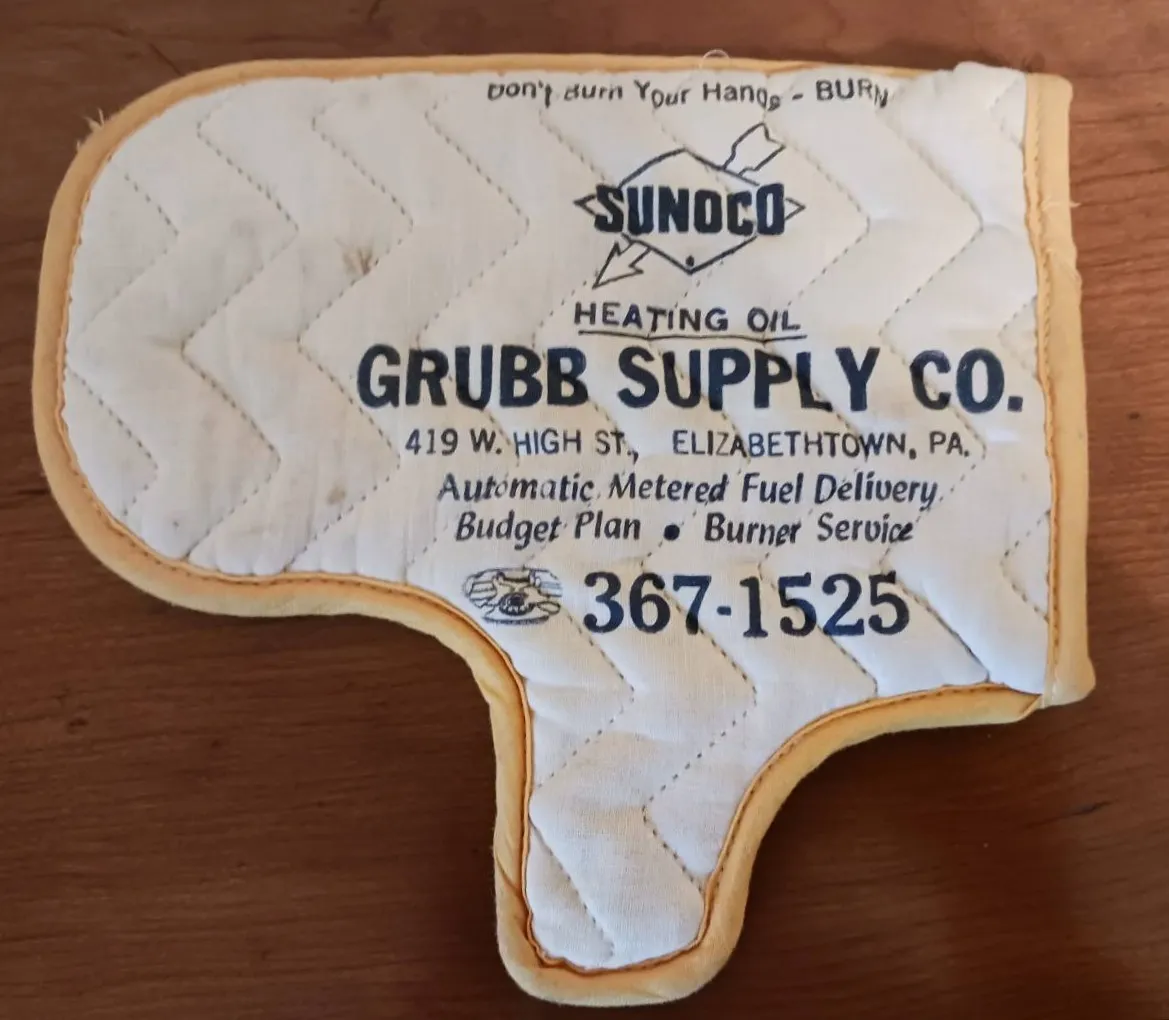 Don't Burn Your Hands - BURN
SUNOCO
HEATING OIL
GRUBB SUPPLY CO.
419 W. HIGH ST., ELIZABETHTOWN, PA.
Automatic Metered Fuel Delivery
Budget Plan • Burner Service
367-1525